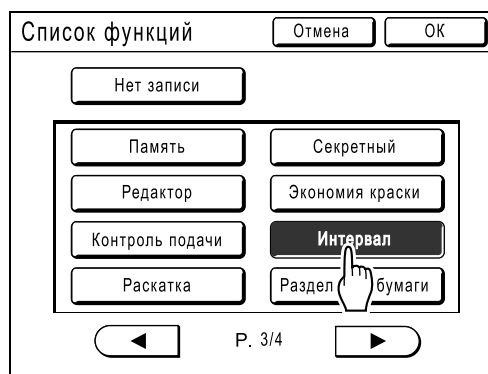 Список функций Отмена OK
Нет записи
Память Секретный
Редактор Экономия краски
Контроль подачи Интервал
Раскатка Раздел бумаги
P. 3/4